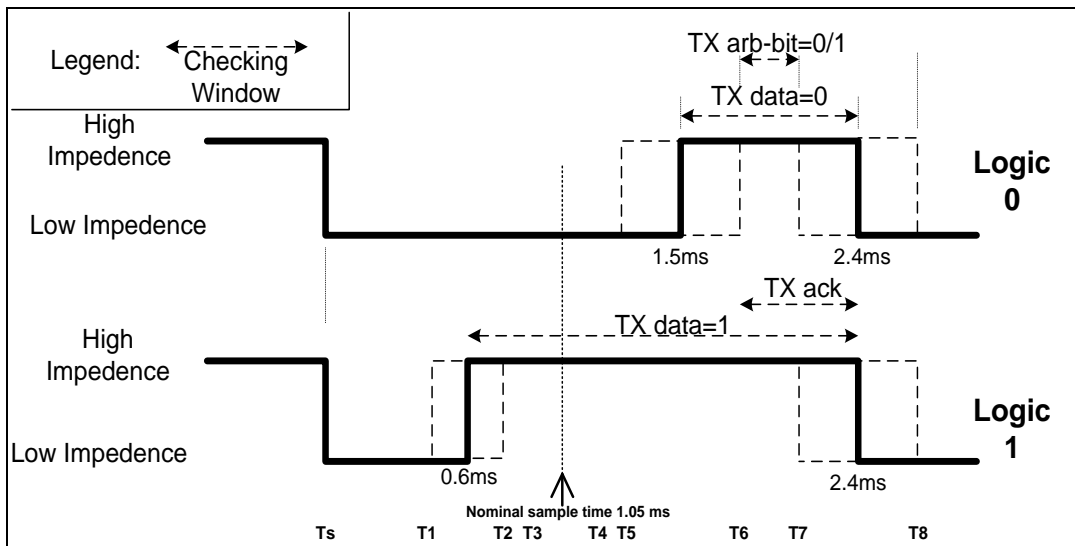 Legend:
Checking
Window
TX arb-bit=0/1
TX data=0
High
Impedence
Low Impedence
1.5ms
2.4ms
Logic
0
TX ack
TX data=1
High
Impedence
Low Impedence
0.6ms
2.4ms
Logic
1
Nominal sample time 1.05 ms
Ts T1 T2 T3 T4 T5 T6 T7 T8